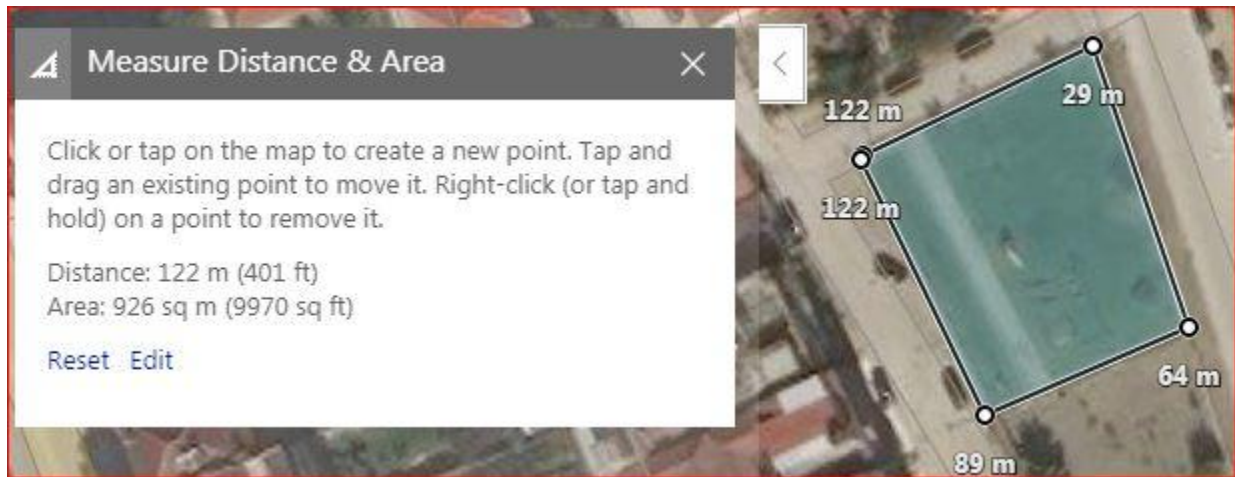 Measure Distance & Area
Click or tap on the map to create a new point. Tap and
drag an existing point to move it. Right-click (or tap and
hold) on a point to remove it.
Distance: 122 m (401 ft)
Area: 926 sq m (9970 sq ft)
Reset Edit
29 m
122 m
122 m
64 m
89 m